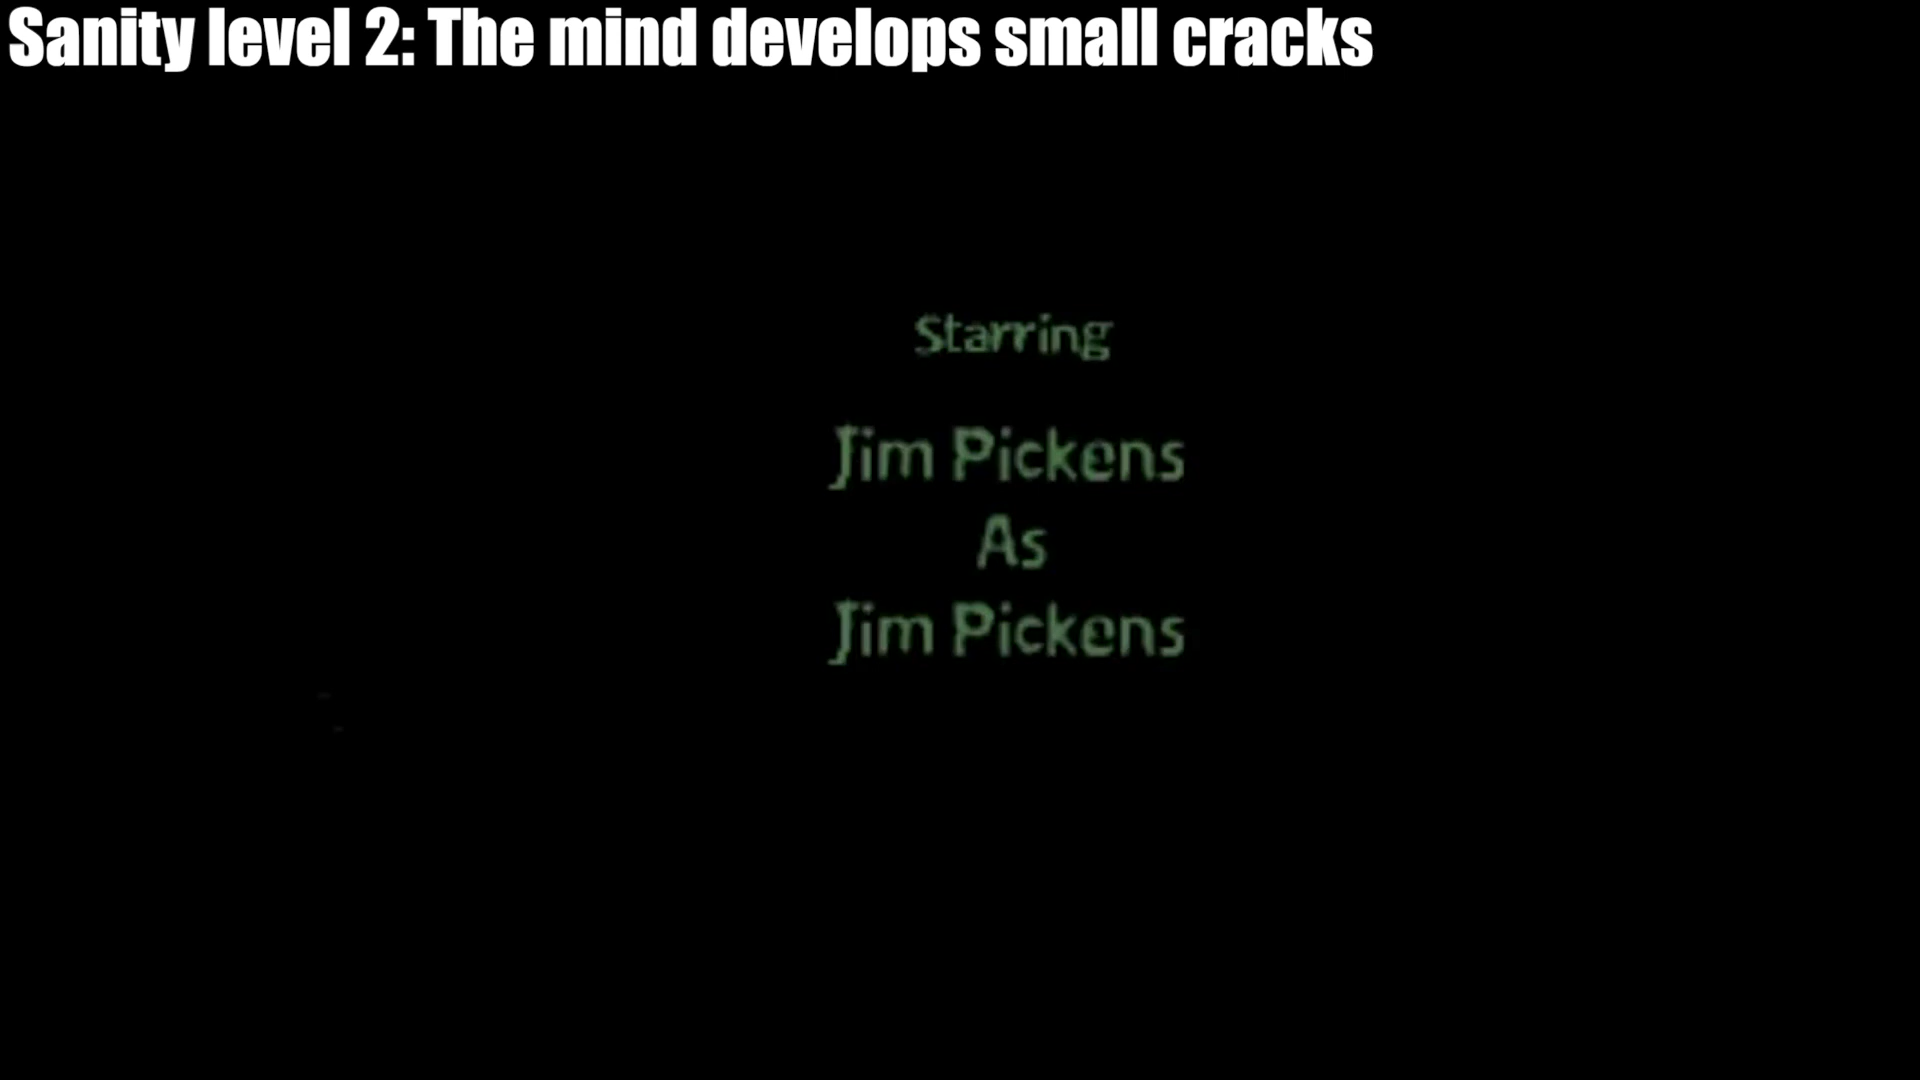 Sanity level 2: The mind develops small cracks
Starring
Jim Pickens
As
Jim Pickens